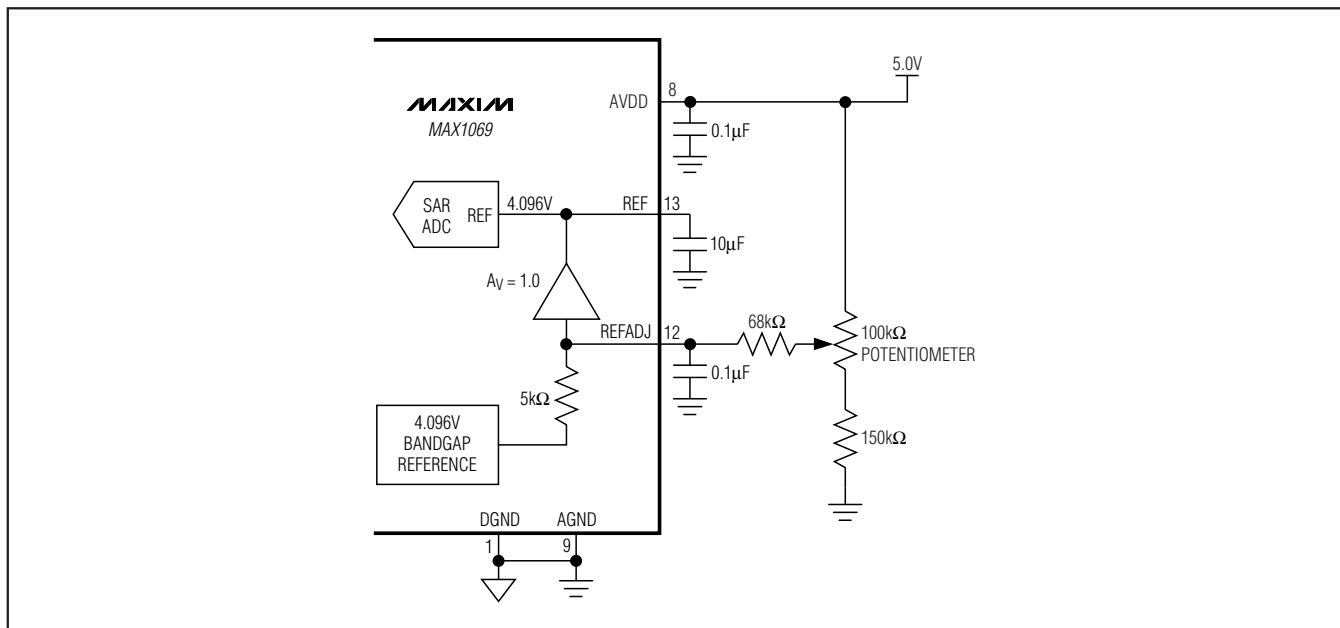 5.0V
8
AVDD
MAXIM
0.1μF
MAX1069
SAR
ADC
REF
4.096V
REF
13
10μF
AV = 1.0
68kΩ
100kΩ
POTENTIOMETER
REFADJ
12
0.1μF
5kΩ
4.096V
BANDGAP
REFERENCE
150kΩ
DGND
AGND
1
9